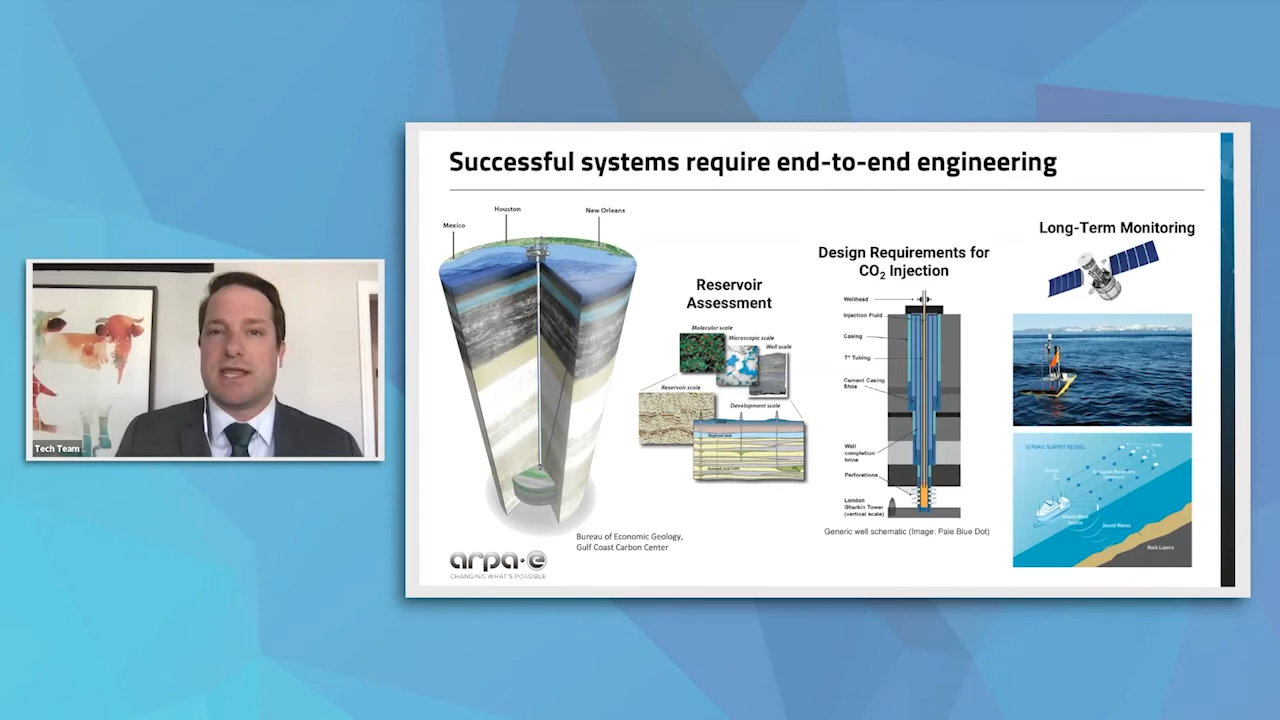 Successful systems require end-to-end engineering
Mexico
Houston
New Orleans
Reservoir
Assessment
Molecular scale
Microscopic scale
Well scale
Reservoir scale
Development scale
Regional seal
Design Requirements for
CO2 Injection
Wellhead
Injection Fluid
Casing
7" Tubing
Cement Casing
Shoe
Well
completion
Perforations
London
Gherkin Tower
(vertical scale)
Generic well schematic (Image: Pale Blue Dot)
Long-Term Monitoring
SEISMIC SURVEY VESSEL
Sound Waves
Rock Layers
Bureau of Economic Geology,
Gulf Coast Carbon Center
arpa·e
CHANGING WHAT'S POSSIBLE
Tech Team